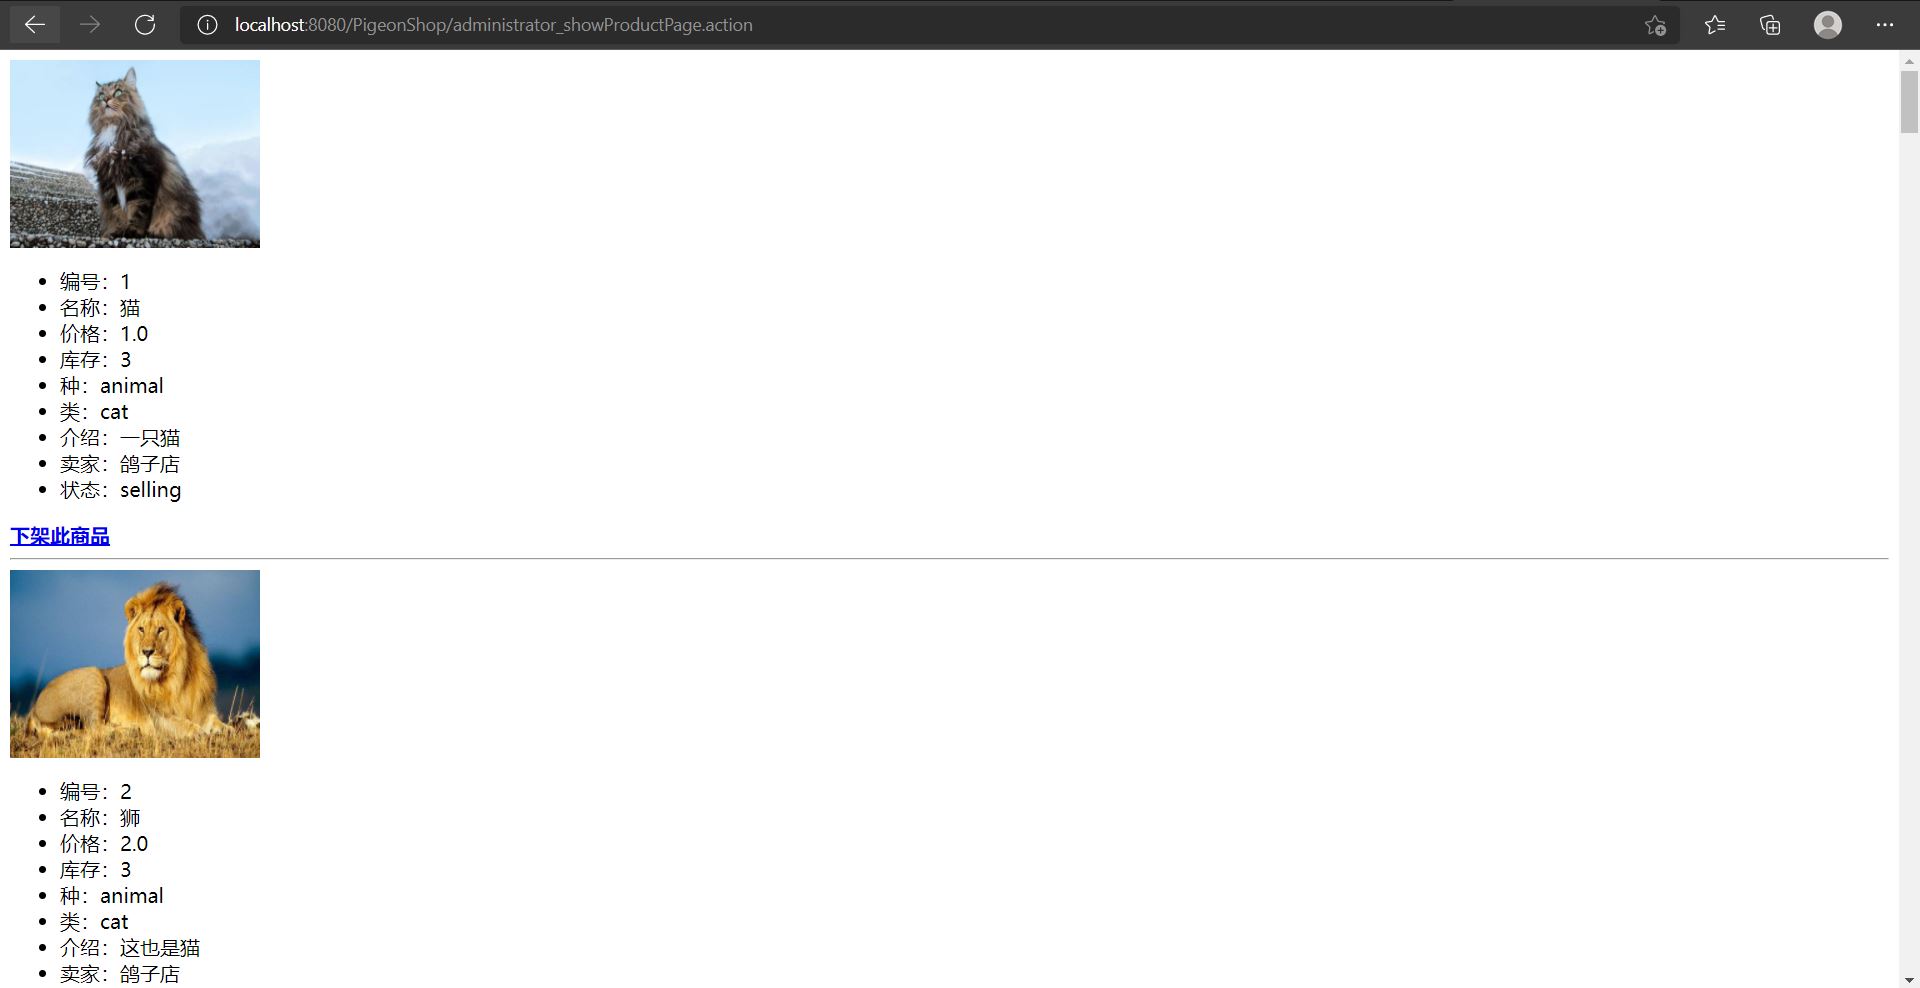 localhost:8080/PigeonShop/administrator_showProductPage.action
编号：1
名称：猫
价格：1.0
库存：3
种：animal
类：cat
介绍：一只猫
卖家：鸽子店
状态：selling
下架此商品
编号：2
名称：狮
价格：2.0
库存：3
种：animal
类：cat
介绍：这也是猫
卖家：鸽子店